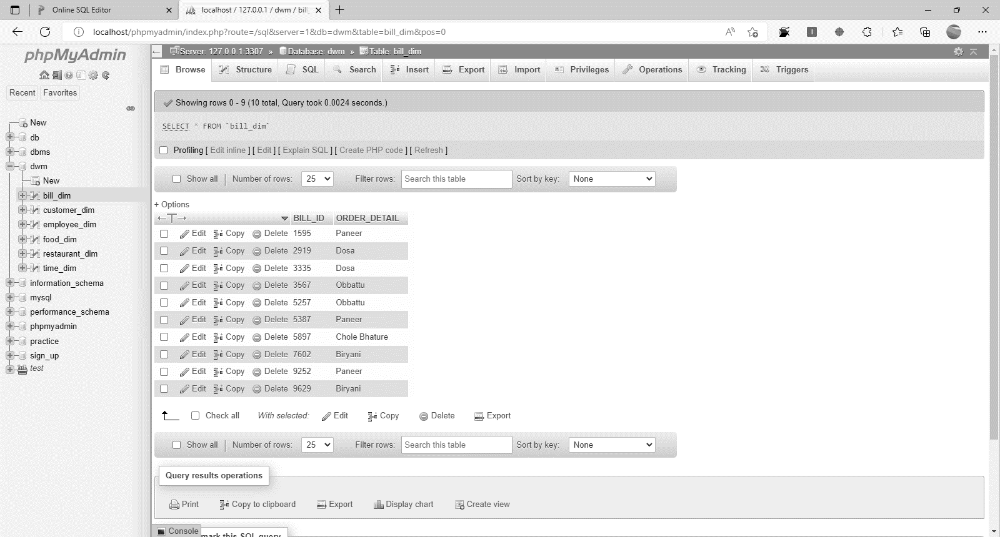 Online SQL Editor
localhost / 127.0.0.1 / dwm / bill_
localhost/phpmyadmin/index.php?route=/sql&server=1&db=dwm&table=bill_dim&pos=0
phpMyAdmin
Recent Favorites
New
db
dbms
dwm
New
bill_dim
customer_dim
employee_dim
food_dim
restaurant_dim
time_dim
information_schema
mysql
performance_schema
phpmyadmin
practice
sign_up
test
Server: 127.0.0.1:3307 » Database: dwm » Table: bill_dim
Browse Structure SQL Search Insert Export Import Privileges Operations Tracking Triggers
Showing rows 0 - 9 (10 total, Query took 0.0024 seconds.)
SELECT * FROM `bill_dim`
Profiling [ Edit inline ] [ Edit ] [ Explain SQL ] [ Create PHP code ] [ Refresh ]
Show all Number of rows: 25 Filter rows: Search this table Sort by key: None
+ Options
←T→ BILL_ID ORDER_DETAIL
Edit Copy Delete 1595 Paneer
Edit Copy Delete 2919 Dosa
Edit Copy Delete 3335 Dosa
Edit Copy Delete 3567 Obbattu
Edit Copy Delete 5257 Obbattu
Edit Copy Delete 5387 Paneer
Edit Copy Delete 5897 Chole Bhature
Edit Copy Delete 7602 Biryani
Edit Copy Delete 9252 Paneer
Edit Copy Delete 9629 Biryani
Check all With selected: Edit Copy Delete Export
Show all Number of rows: 25 Filter rows: Search this table Sort by key: None
Query results operations
Print Copy to clipboard Export Display chart Create view
Console
mark this SQL query